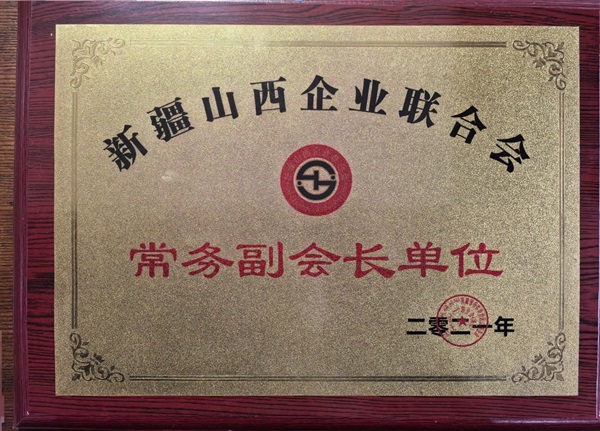 新疆山西企业联合会
常务副会长单位
二零二一年